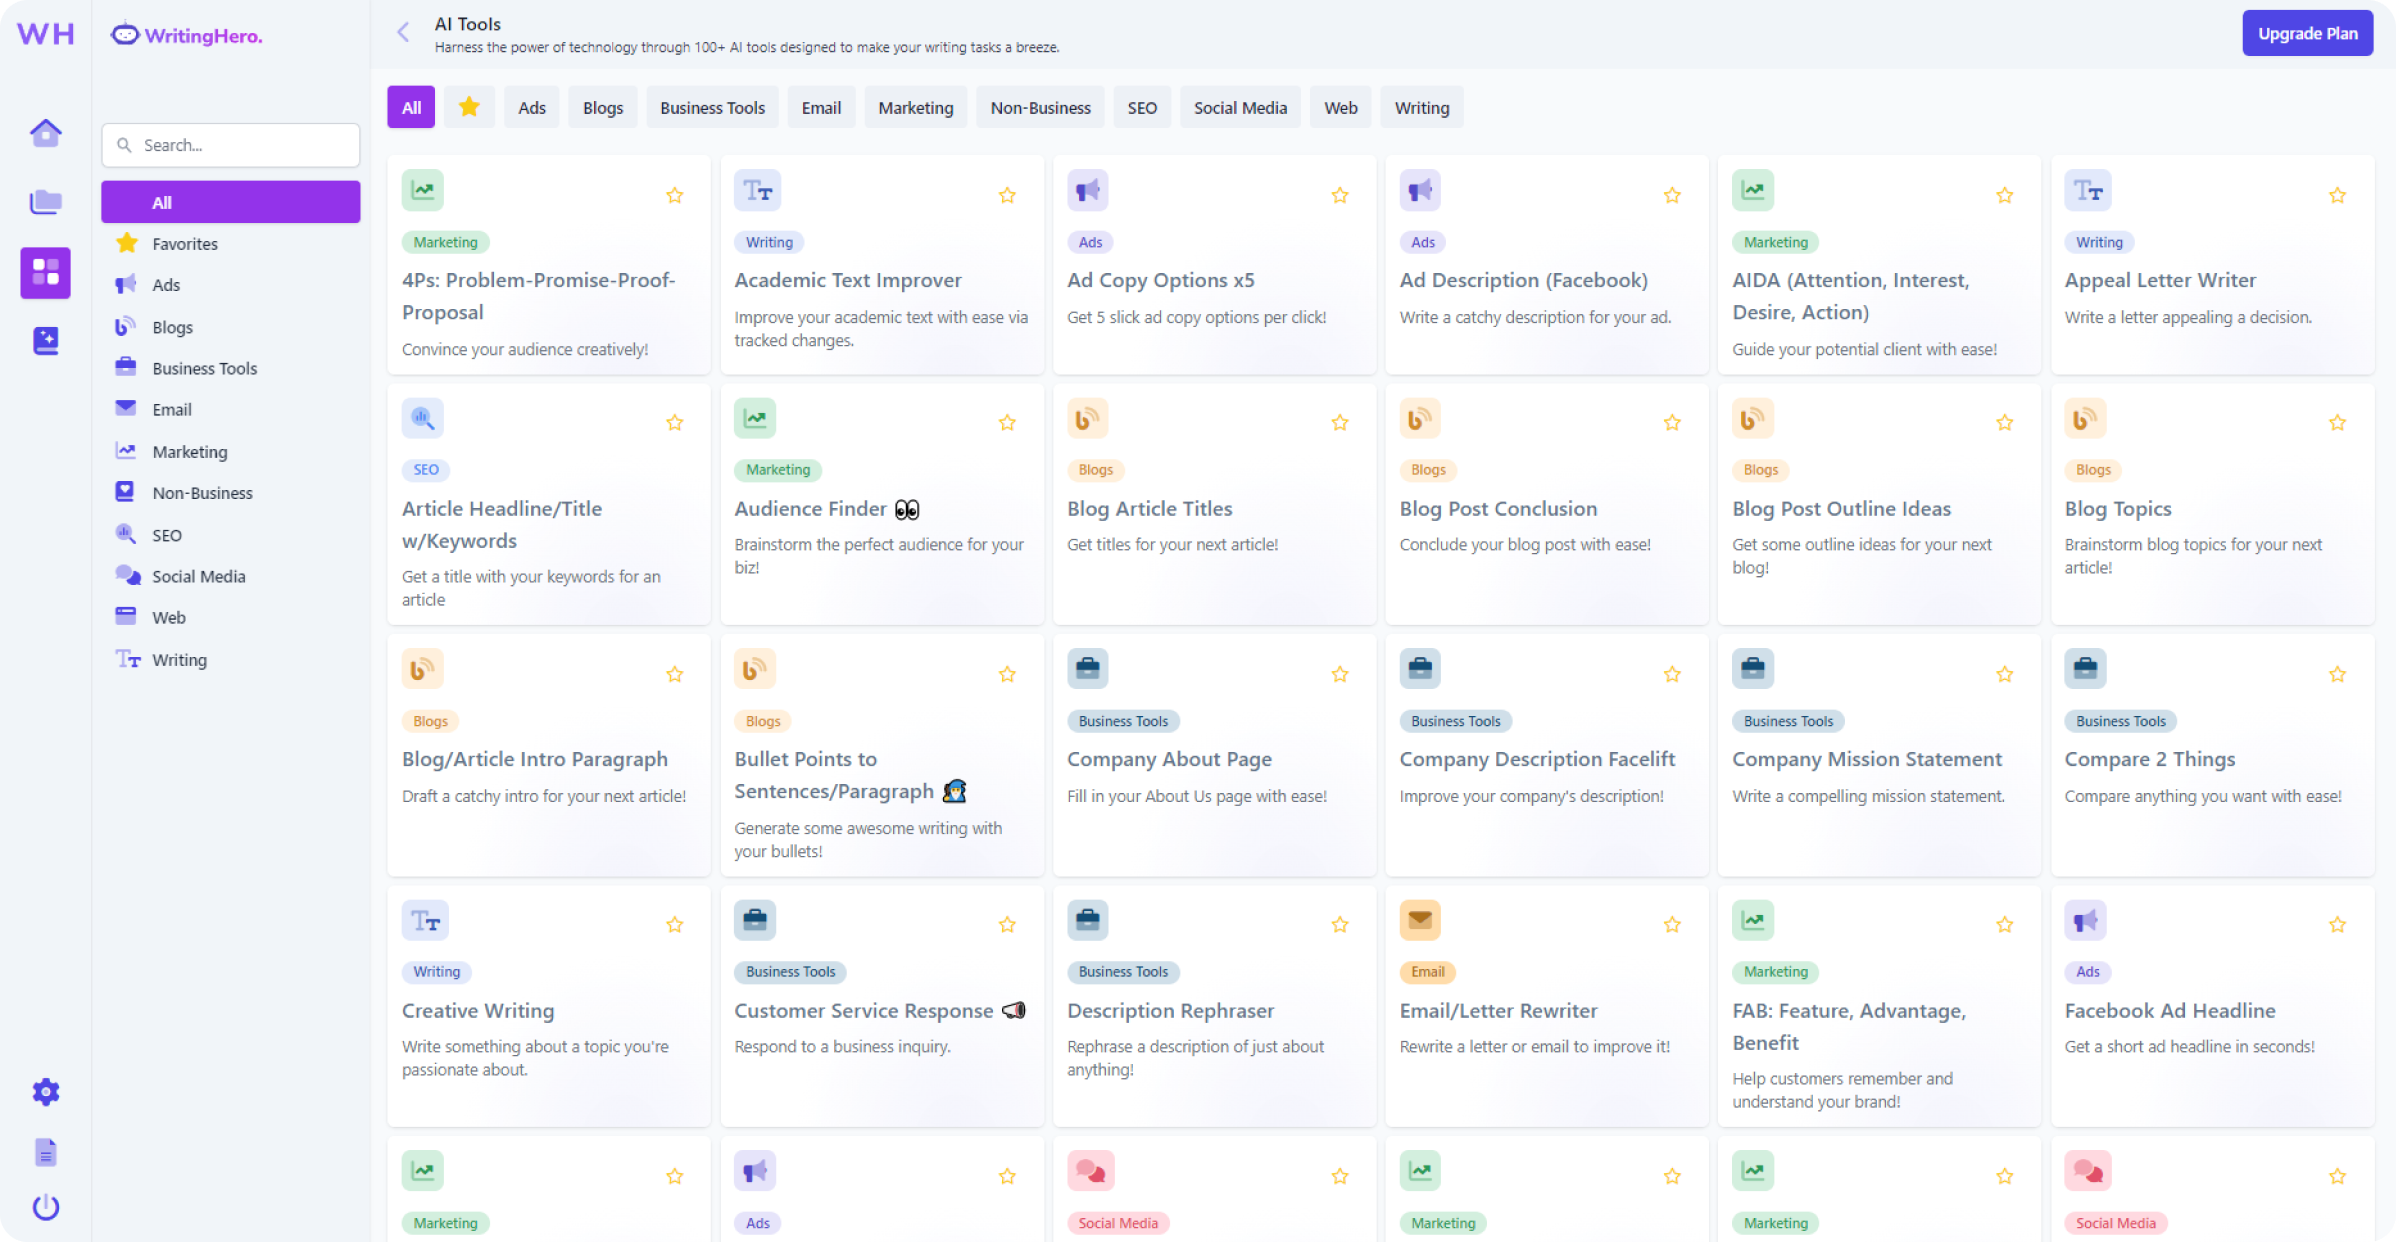 WH
WritingHero.
AI Tools
Harness the power of technology through 100+ AI tools designed to make your writing tasks a breeze.
Upgrade Plan
Search...
All
Favorites
Ads
Blogs
Business Tools
Email
Marketing
Non-Business
SEO
Social Media
Web
Writing
All
Ads
Blogs
Business Tools
Email
Marketing
Non-Business
SEO
Social Media
Web
Writing
Marketing
4Ps: Problem-Promise-Proof-
Proposal
Convince your audience creatively!
Writing
Academic Text Improver
Improve your academic text with ease via
tracked changes.
Ads
Ad Copy Options x5
Get 5 slick ad copy options per click!
Ads
Ad Description (Facebook)
Write a catchy description for your ad.
Marketing
AIDA (Attention, Interest,
Desire, Action)
Guide your potential client with ease!
Writing
Appeal Letter Writer
Write a letter appealing a decision.
SEO
Article Headline/Title
w/Keywords
Get a title with your keywords for an
article
Marketing
Audience Finder 👀
Brainstorm the perfect audience for your
biz!
Blogs
Blog Article Titles
Get titles for your next article!
Blogs
Blog Post Conclusion
Conclude your blog post with ease!
Blogs
Blog Post Outline Ideas
Get some outline ideas for your next
blog!
Blogs
Blog Topics
Brainstorm blog topics for your next
article!
Blogs
Blog/Article Intro Paragraph
Draft a catchy intro for your next article!
Blogs
Bullet Points to
Sentences/Paragraph 🧙‍♂️
Generate some awesome writing with
your bullets!
Business Tools
Company About Page
Fill in your About Us page with ease!
Business Tools
Company Description Facelift
Improve your company's description!
Business Tools
Company Mission Statement
Write a compelling mission statement.
Business Tools
Compare 2 Things
Compare anything you want with ease!
Writing
Creative Writing
Write something about a topic you're
passionate about.
Business Tools
Customer Service Response 📣
Respond to a business inquiry.
Business Tools
Description Rephraser
Rephrase a description of just about
anything!
Email
Email/Letter Rewriter
Rewrite a letter or email to improve it!
Marketing
FAB: Feature, Advantage,
Benefit
Help customers remember and
understand your brand!
Ads
Facebook Ad Headline
Get a short ad headline in seconds!
Marketing
Ads
Social Media
Marketing
Marketing
Social Media